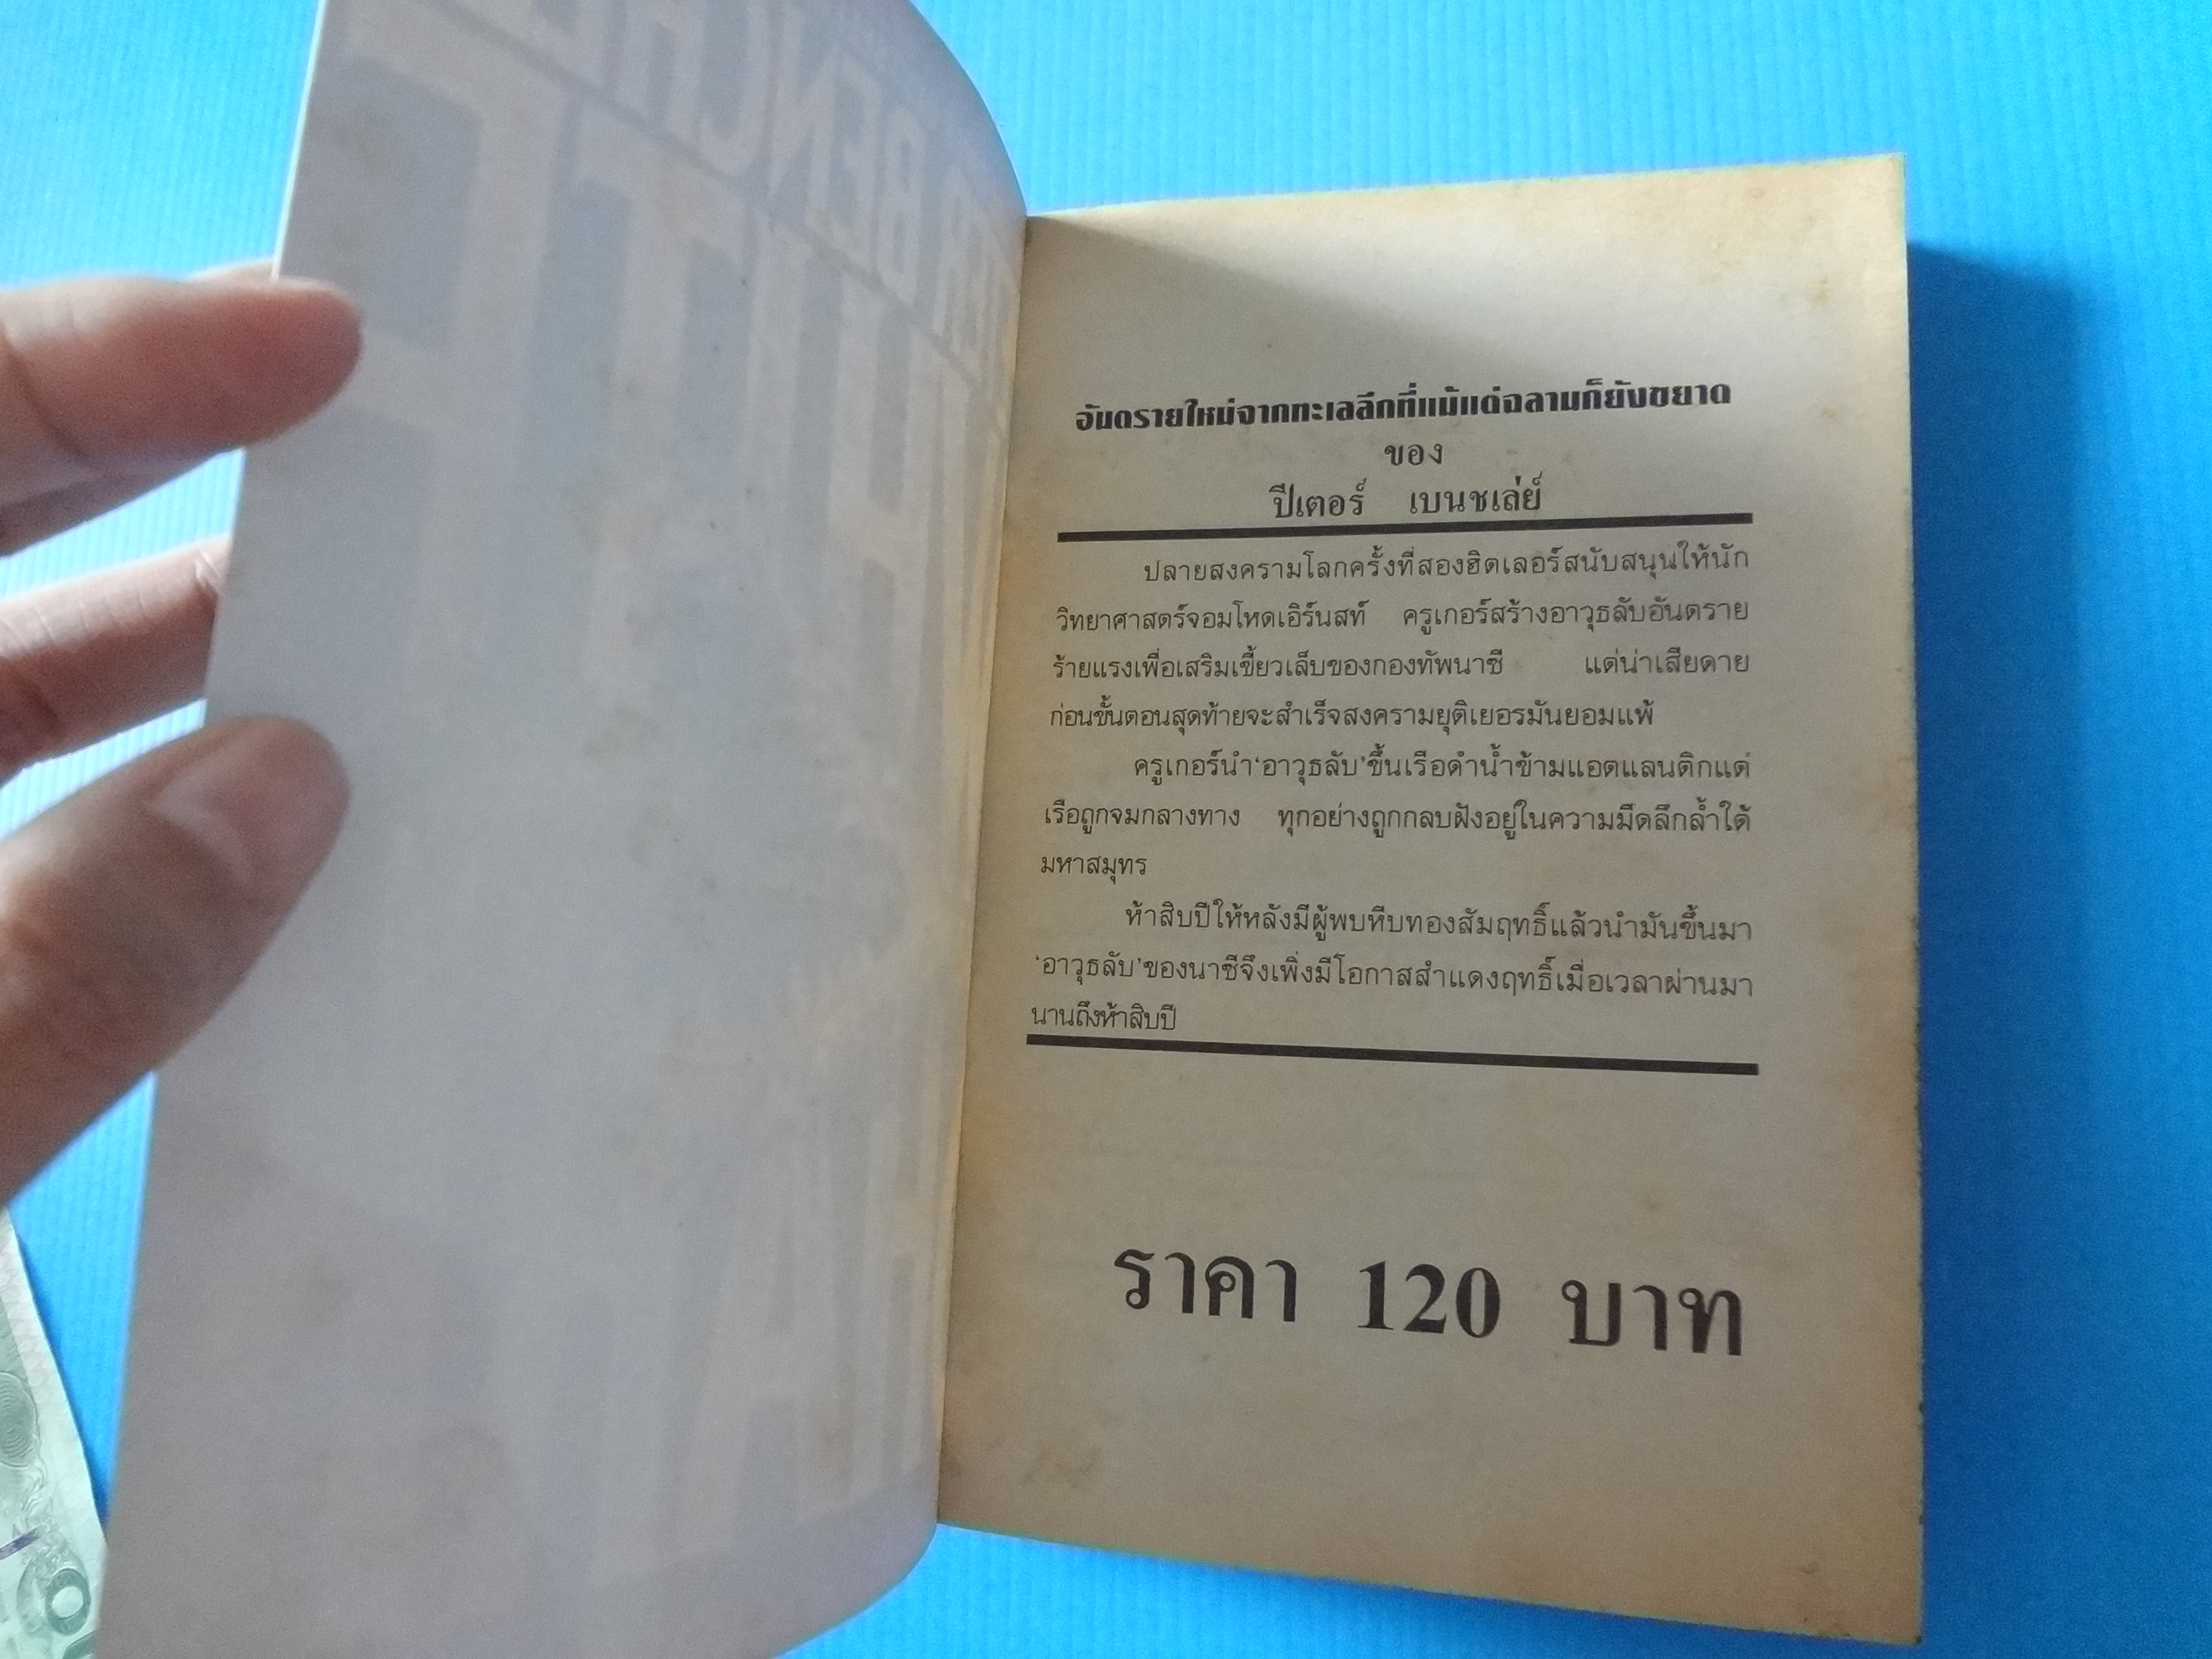 อันตรายใหม่จากทะเลลึกที่แม้แต่ฉลามก็ยังขยาด
ของ
ปีเตอร์ เบนชเล่ย์
ปลายสงครามโลกครั้งที่สองฮิตเลอร์สนับสนุนให้นัก
วิทยาศาสตร์จอมโหดเอิร์นสท์ ครูเกอร์สร้างอาวุธลับอันตราย
ร้ายแรงเพื่อเสริมเขี้ยวเล็บของกองทัพนาซี แต่น่าเสียดาย
ก่อนขั้นตอนสุดท้ายจะสำเร็จสงครามยุติเยอรมันยอมแพ้
ครูเกอร์นำ‘อาวุธลับ’ขึ้นเรือดำน้ำข้ามแอตแลนติกแต่
เรือถูกจมกลางทาง ทุกอย่างถูกกลบฝังอยู่ในความมืดลึกล้ำใต้
มหาสมุทร
ห้าสิบปีให้หลังมีผู้พบหีบทองสัมฤทธิ์แล้วนำมันขึ้นมา
‘อาวุธลับ’ของนาซีจึงเพิ่งมีโอกาสสำแดงฤทธิ์เมื่อเวลาผ่านมา
นานถึงห้าสิบปี
ราคา 120 บาท